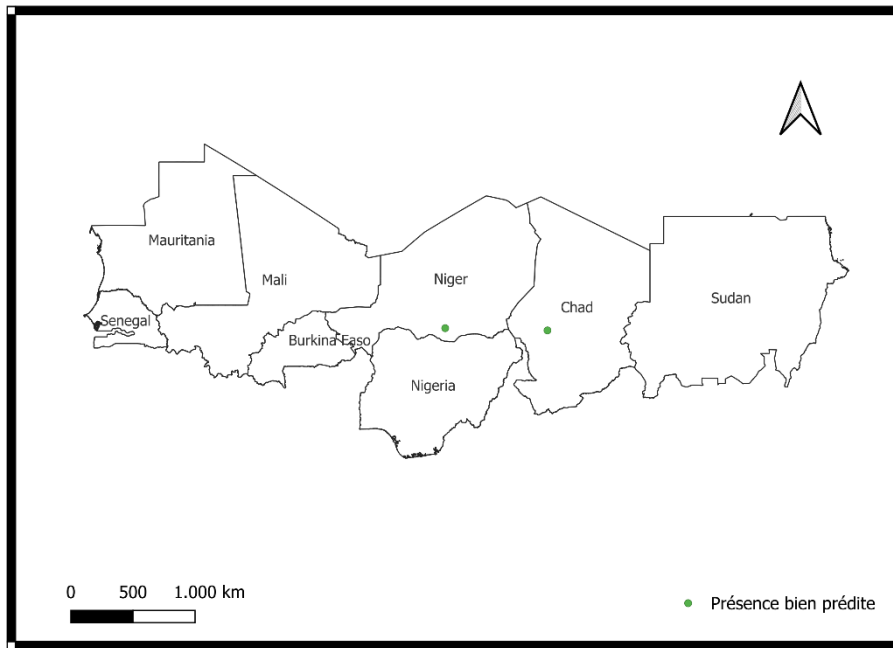 Mauritania
Mali
Niger
Chad
Sudan
Senegal
Burkina Faso
Nigeria
0 500 1.000 km
Présence bien prédite